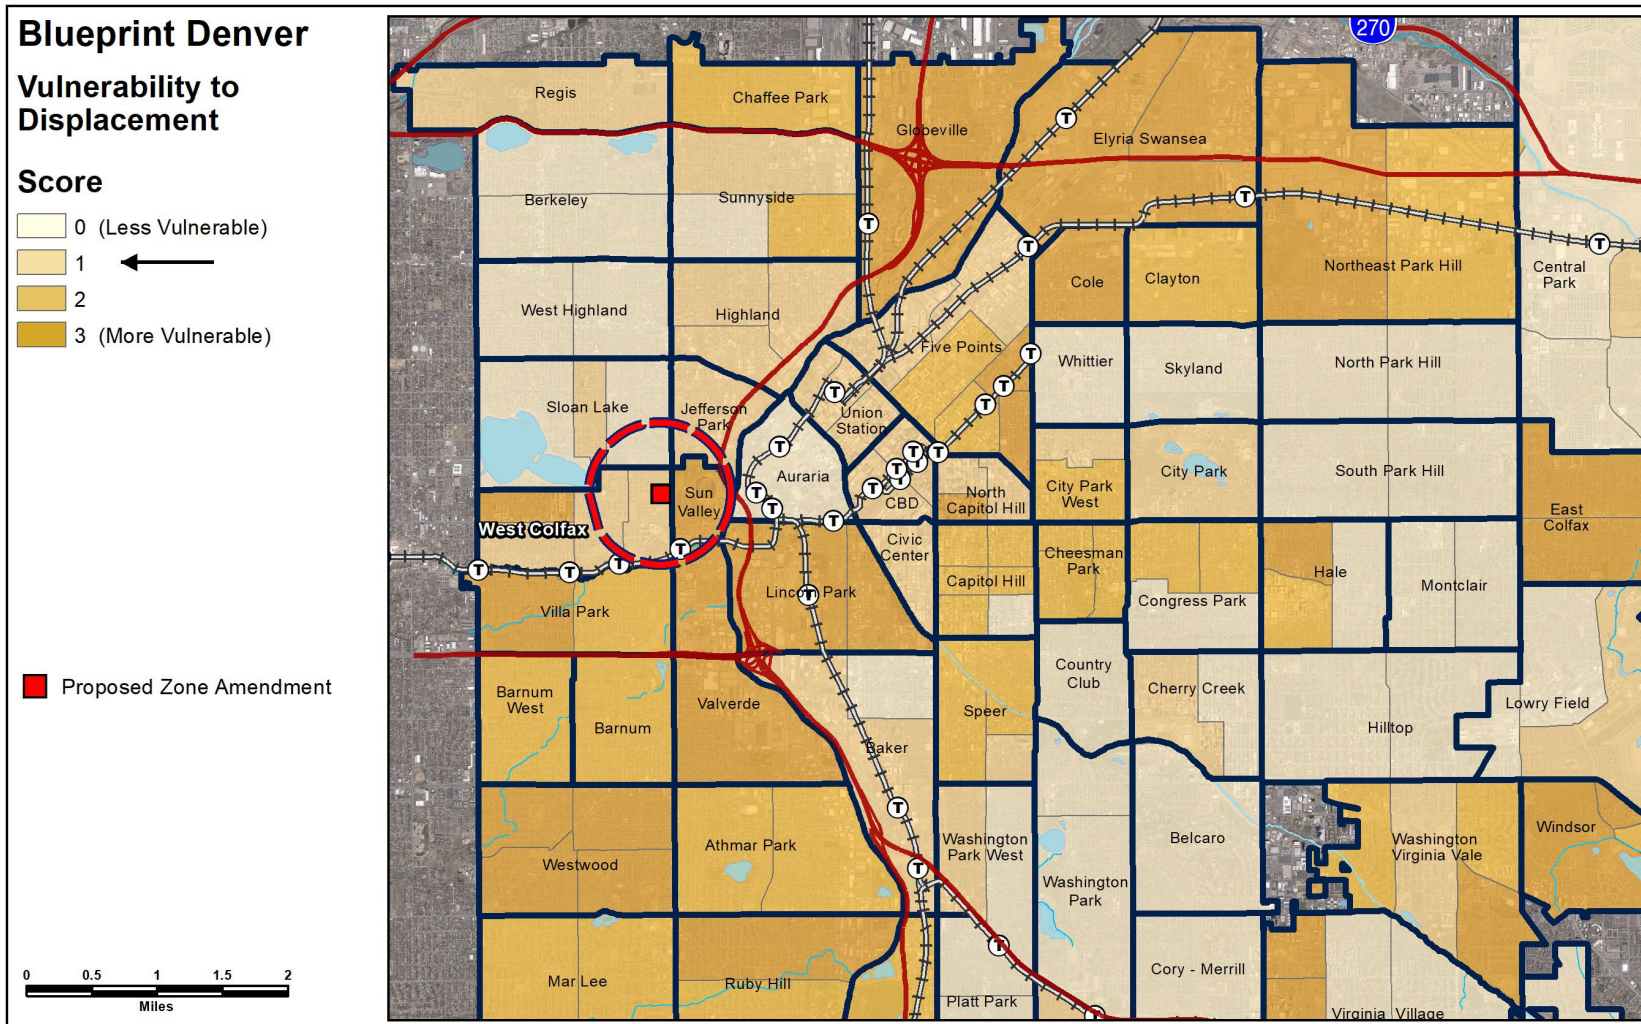 Blueprint Denver
Vulnerability to
Displacement
Score
0 (Less Vulnerable)
1
2
3 (More Vulnerable)
Proposed Zone Amendment
0 0.5 1 1.5 2
Miles
270
Regis
Chaffee Park
Globeville
Elyria Swansea
Berkeley
Sunnyside
T
T
T
T
T
Northeast Park Hill
Central
Park
Cole
Clayton
West Highland
Highland
Five Points
T
Whittier
Skyland
North Park Hill
T
T
T
Sloan Lake
Jefferson
Park
Union
Station
T
Auraria
T
T
T
T
T
T
T
T
T
T
CBD
North
Capitol Hill
City Park
West
City Park
South Park Hill
East
Colfax
Sun
Valley
West Colfax
T
T
T
T
Civic
Center
Cheesman
Park
Capitol Hill
Hale
Montclair
Congress Park
Villa Park
Lincoln Park
T
Country
Club
Cherry Creek
Barnum
West
Barnum
Valverde
Speer
Hilltop
Lowry Field
Baker
T
Westwood
Athmar Park
Washington
Park West
T
Belcaro
Washington
Virginia Vale
Windsor
Washington
Park
T
Mar Lee
Ruby Hill
Platt Park
Cory - Merrill
T
Virginia Village